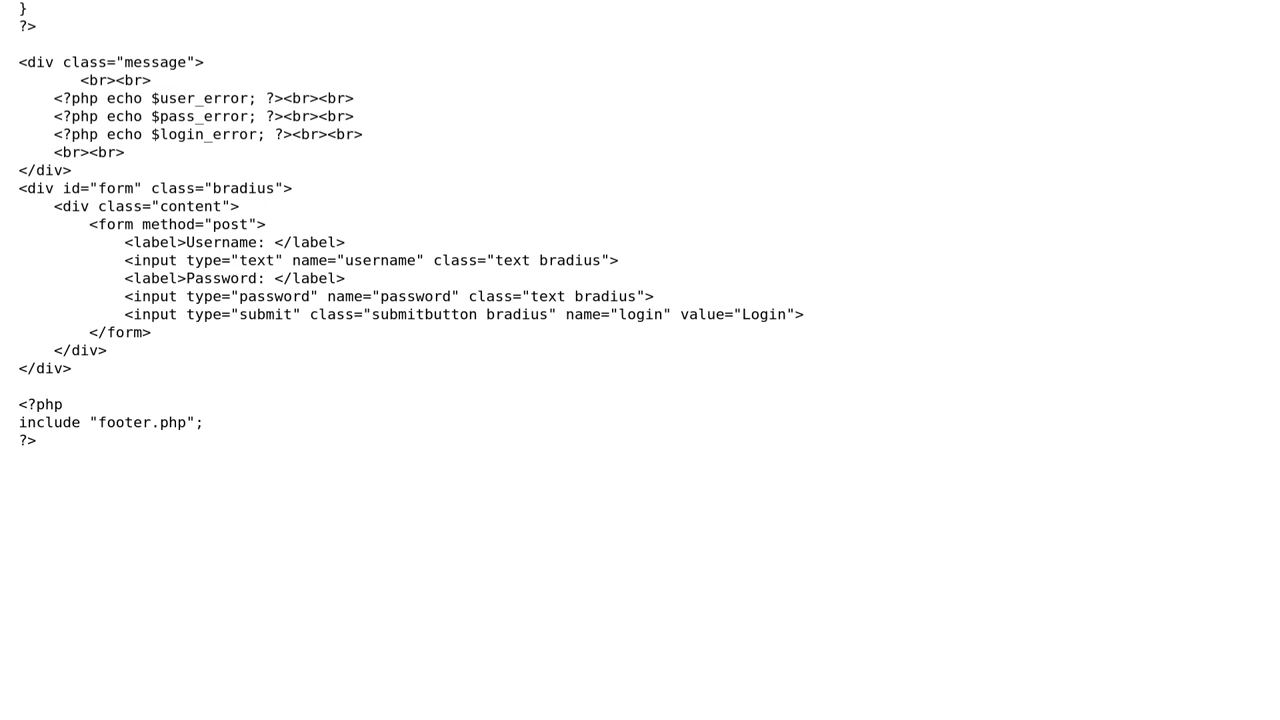 }
?>

<div class="message">
       <br><br>
    <?php echo $user_error; ?><br><br>
    <?php echo $pass_error; ?><br><br>
    <?php echo $login_error; ?><br><br>
    <br><br>
</div>
<div id="form" class="bradius">
    <div class="content">
        <form method="post">
            <label>Username: </label>
            <input type="text" name="username" class="text bradius">
            <label>Password: </label>
            <input type="password" name="password" class="text bradius">
            <input type="submit" class="submitbutton bradius" name="login" value="Login">
        </form>
    </div>
</div>

<?php
include "footer.php";
?>